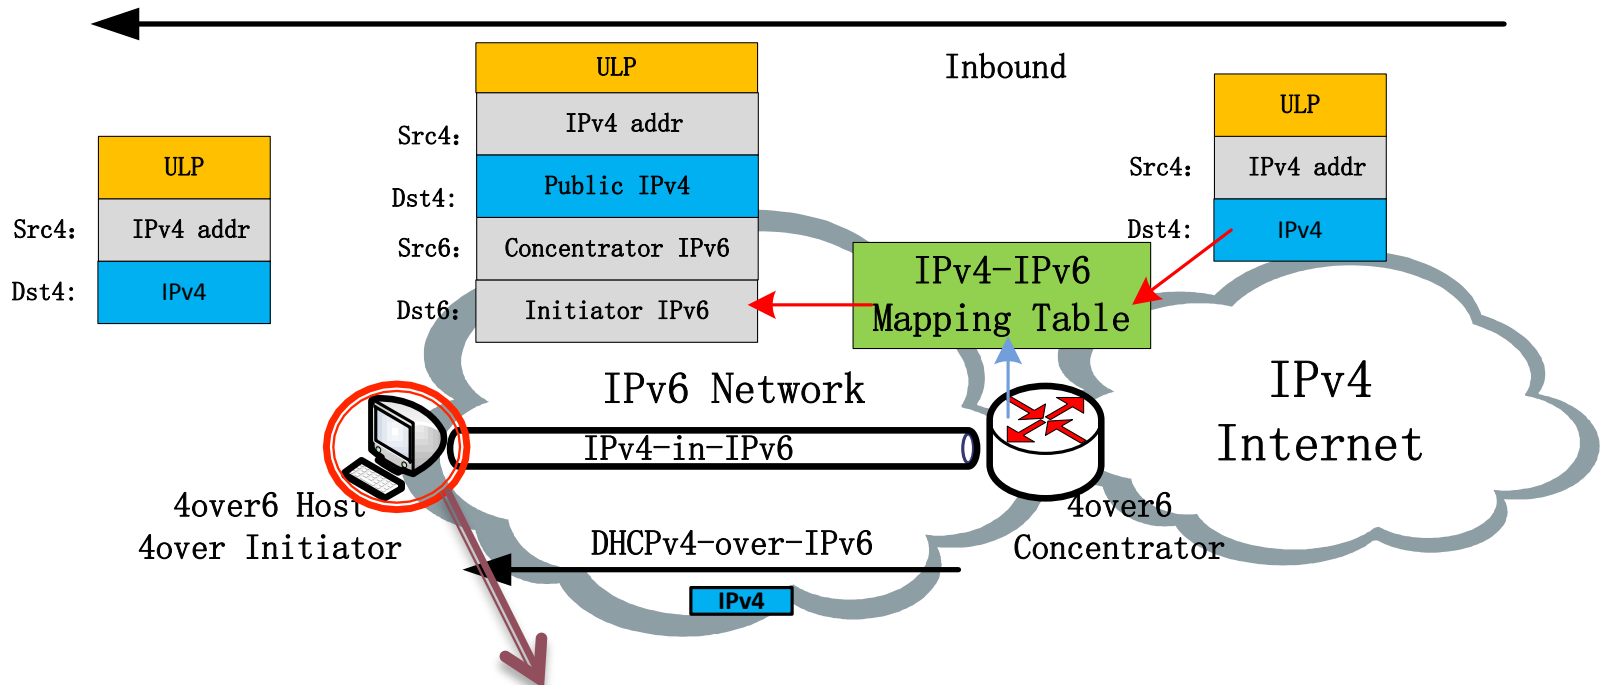 Inbound
ULP
Src4: IPv4 addr
Dst4: IPv4
ULP
Src4: IPv4 addr
Dst4: Public IPv4
Src6: Concentrator IPv6
Dst6: Initiator IPv6
ULP
Src4: IPv4 addr
Dst4: IPv4
IPv4-IPv6
Mapping Table
IPv6 Network
IPv4-in-IPv6
IPv4
Internet
4over6 Host
4over Initiator
4over6
Concentrator
DHCPv4-over-IPv6
IPv4